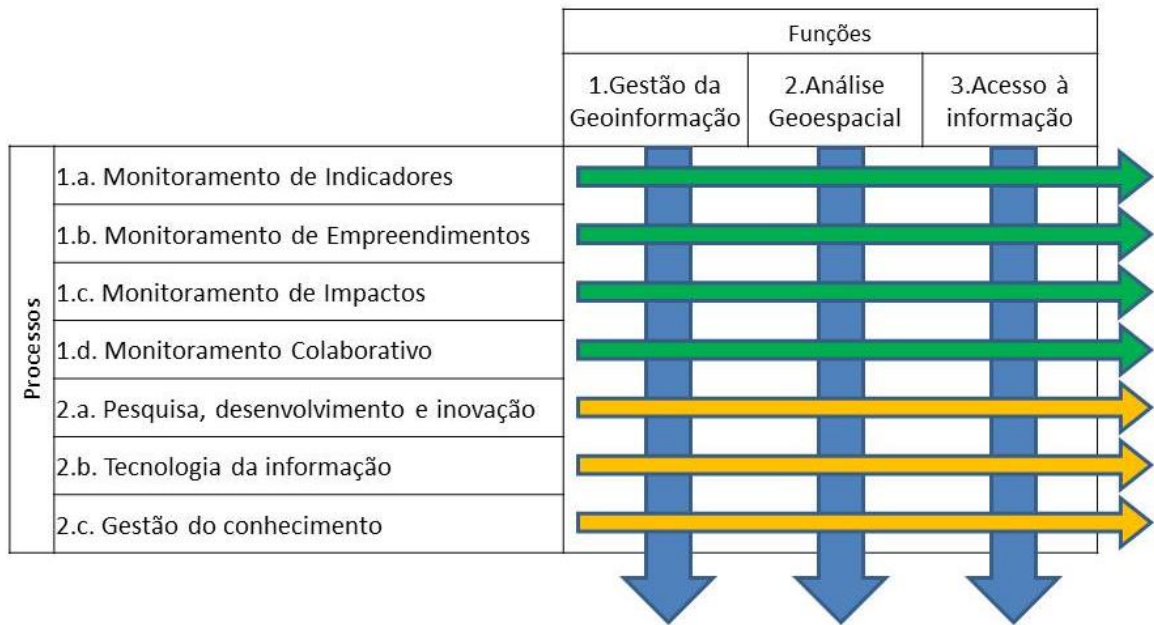 Funções
1.Gestão da
Geoinformação
2.Análise
Geoespacial
3.Acesso à
informação
Processos
1.a. Monitoramento de Indicadores
1.b. Monitoramento de Empreendimentos
1.c. Monitoramento de Impactos
1.d. Monitoramento Colaborativo
2.a. Pesquisa, desenvolvimento e inovação
2.b. Tecnologia da informação
2.c. Gestão do conhecimento